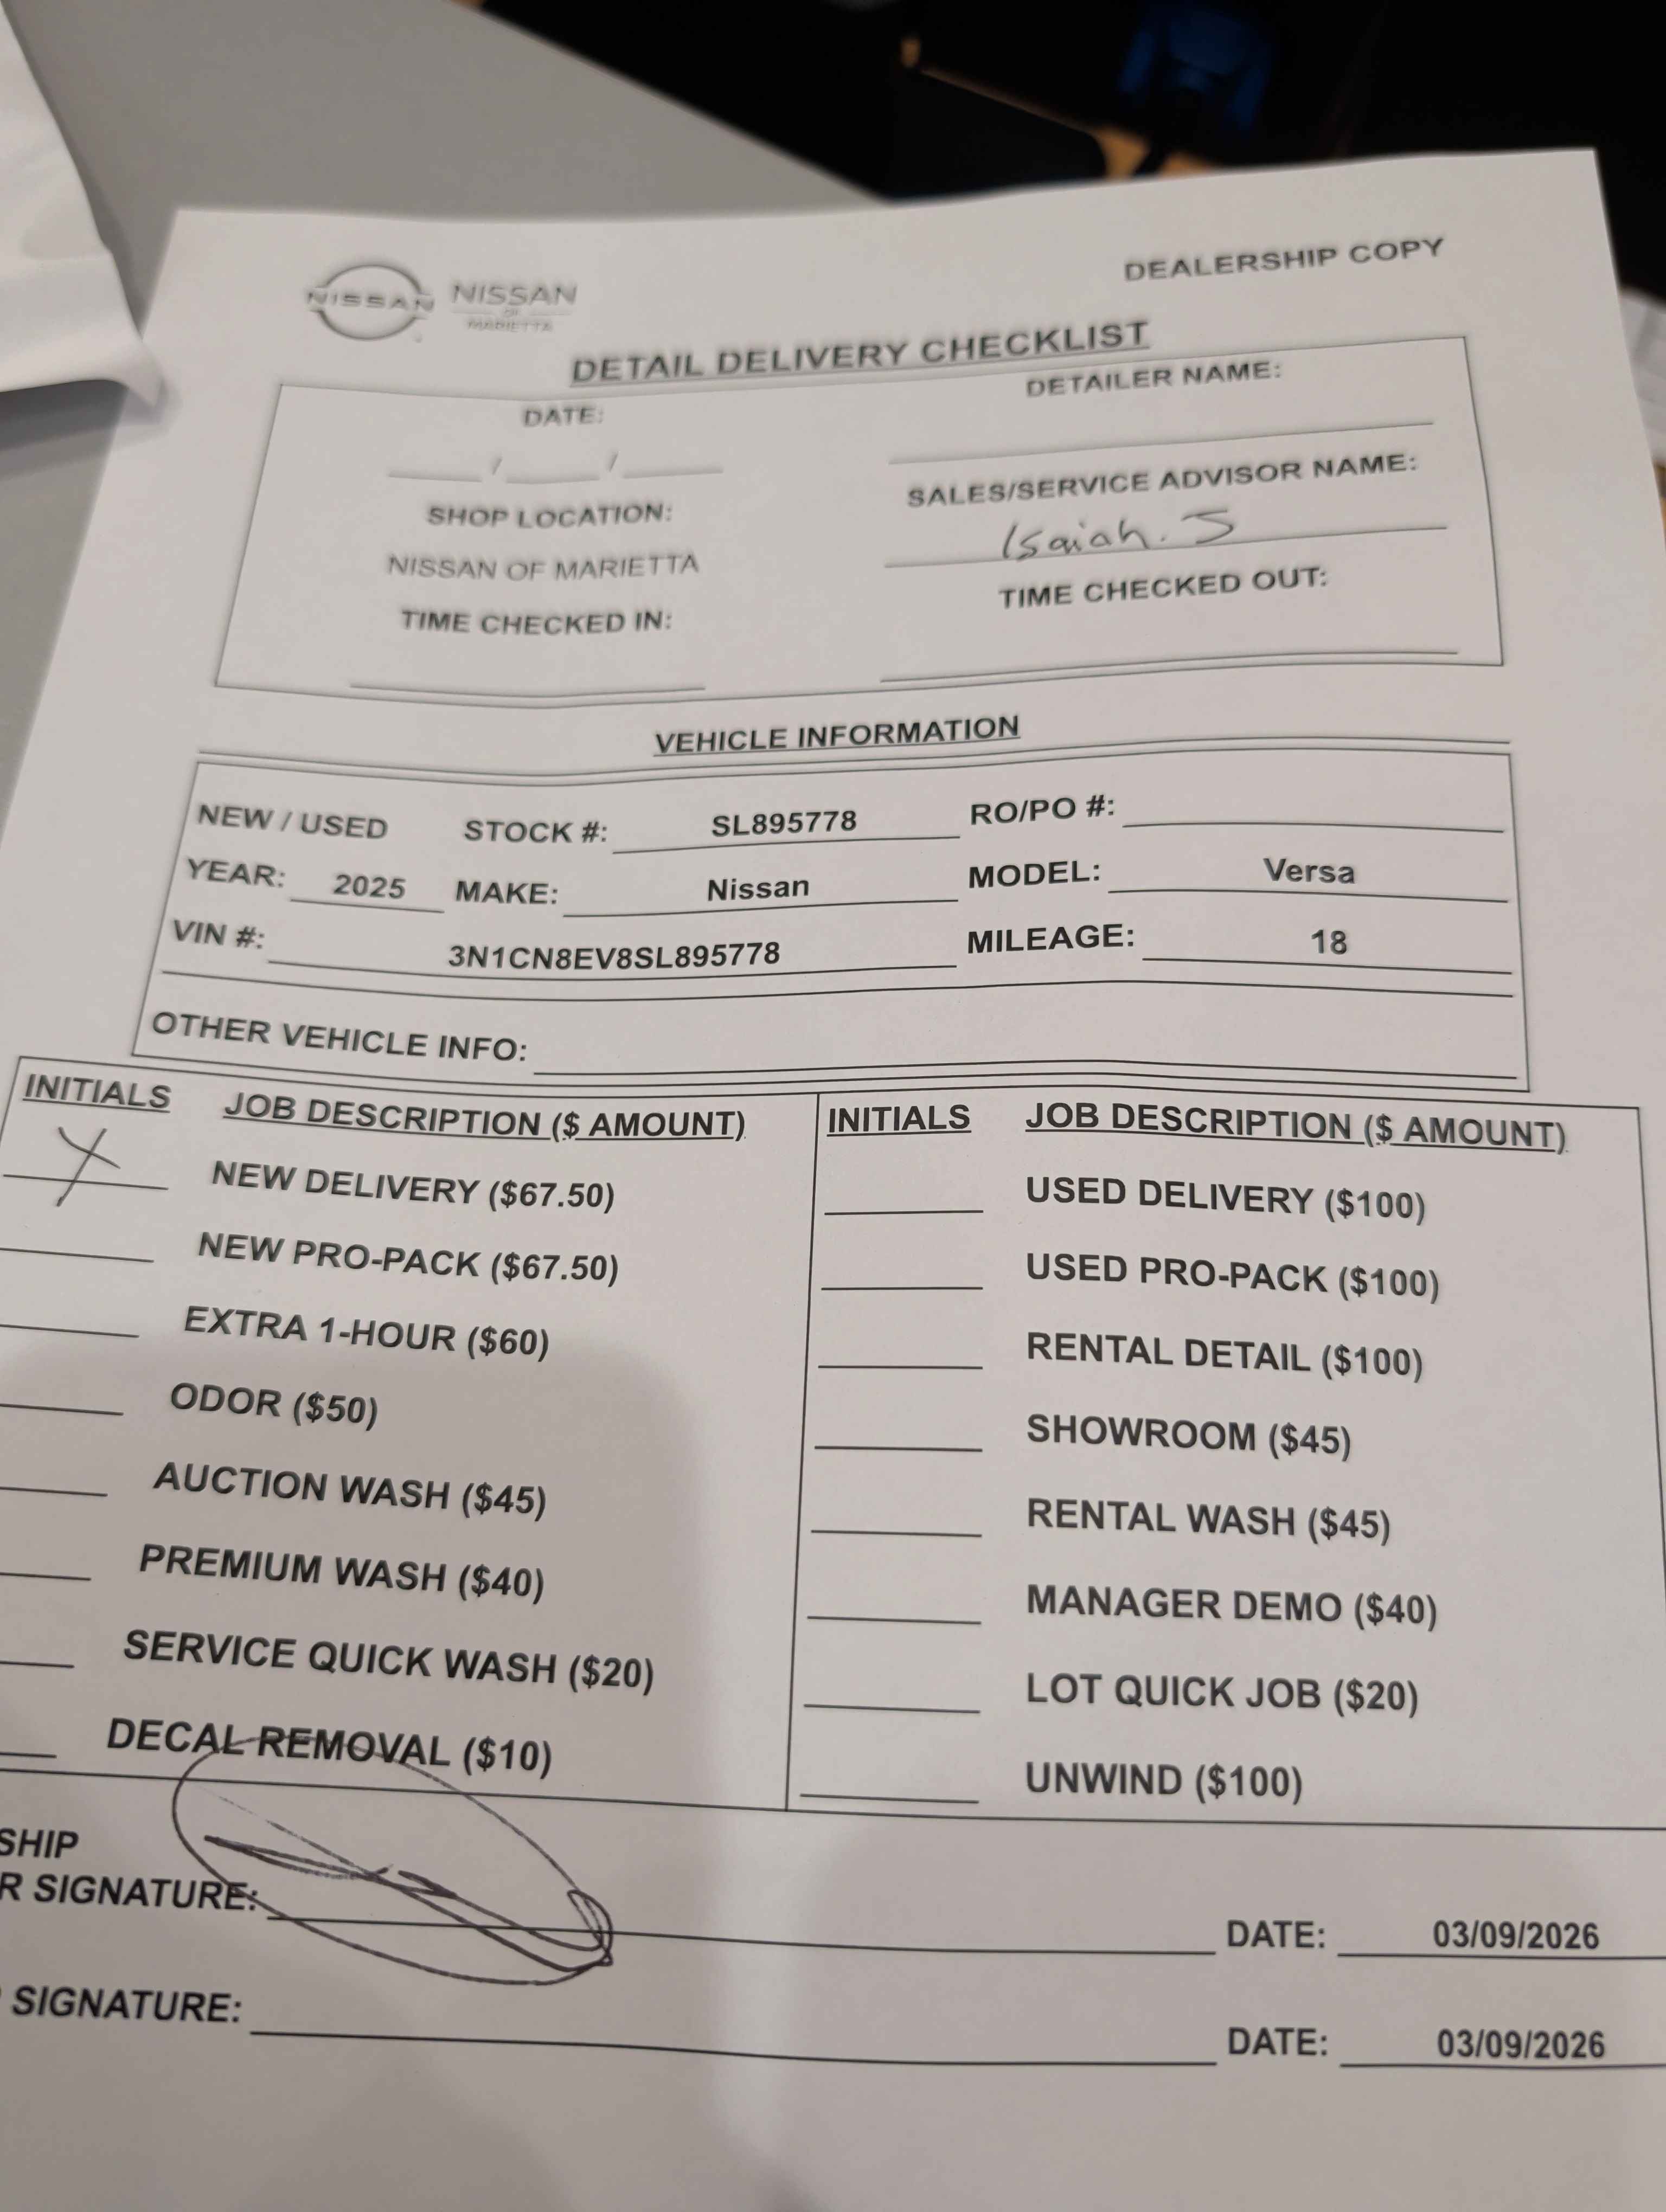 DEALERSHIP COPY
NISSAN NISSAN
OF
MARIETTA
DETAIL DELIVERY CHECKLIST
DATE:
/ /
DETAILER NAME:
SHOP LOCATION:
NISSAN OF MARIETTA
SALES/SERVICE ADVISOR NAME:
Isaiah. J
TIME CHECKED IN:
TIME CHECKED OUT:
VEHICLE INFORMATION
NEW / USED STOCK #: SL895778 RO/PO #:
YEAR: 2025 MAKE: Nissan MODEL: Versa
VIN #: 3N1CN8EV8SL895778 MILEAGE: 18
OTHER VEHICLE INFO:
INITIALS JOB DESCRIPTION ($ AMOUNT)
X NEW DELIVERY ($67.50)
NEW PRO-PACK ($67.50)
EXTRA 1-HOUR ($60)
ODOR ($50)
AUCTION WASH ($45)
PREMIUM WASH ($40)
SERVICE QUICK WASH ($20)
DECAL REMOVAL ($10)
INITIALS JOB DESCRIPTION ($ AMOUNT)
USED DELIVERY ($100)
USED PRO-PACK ($100)
RENTAL DETAIL ($100)
SHOWROOM ($45)
RENTAL WASH ($45)
MANAGER DEMO ($40)
LOT QUICK JOB ($20)
UNWIND ($100)
SHIP
R SIGNATURE: DATE: 03/09/2026
SIGNATURE: DATE: 03/09/2026